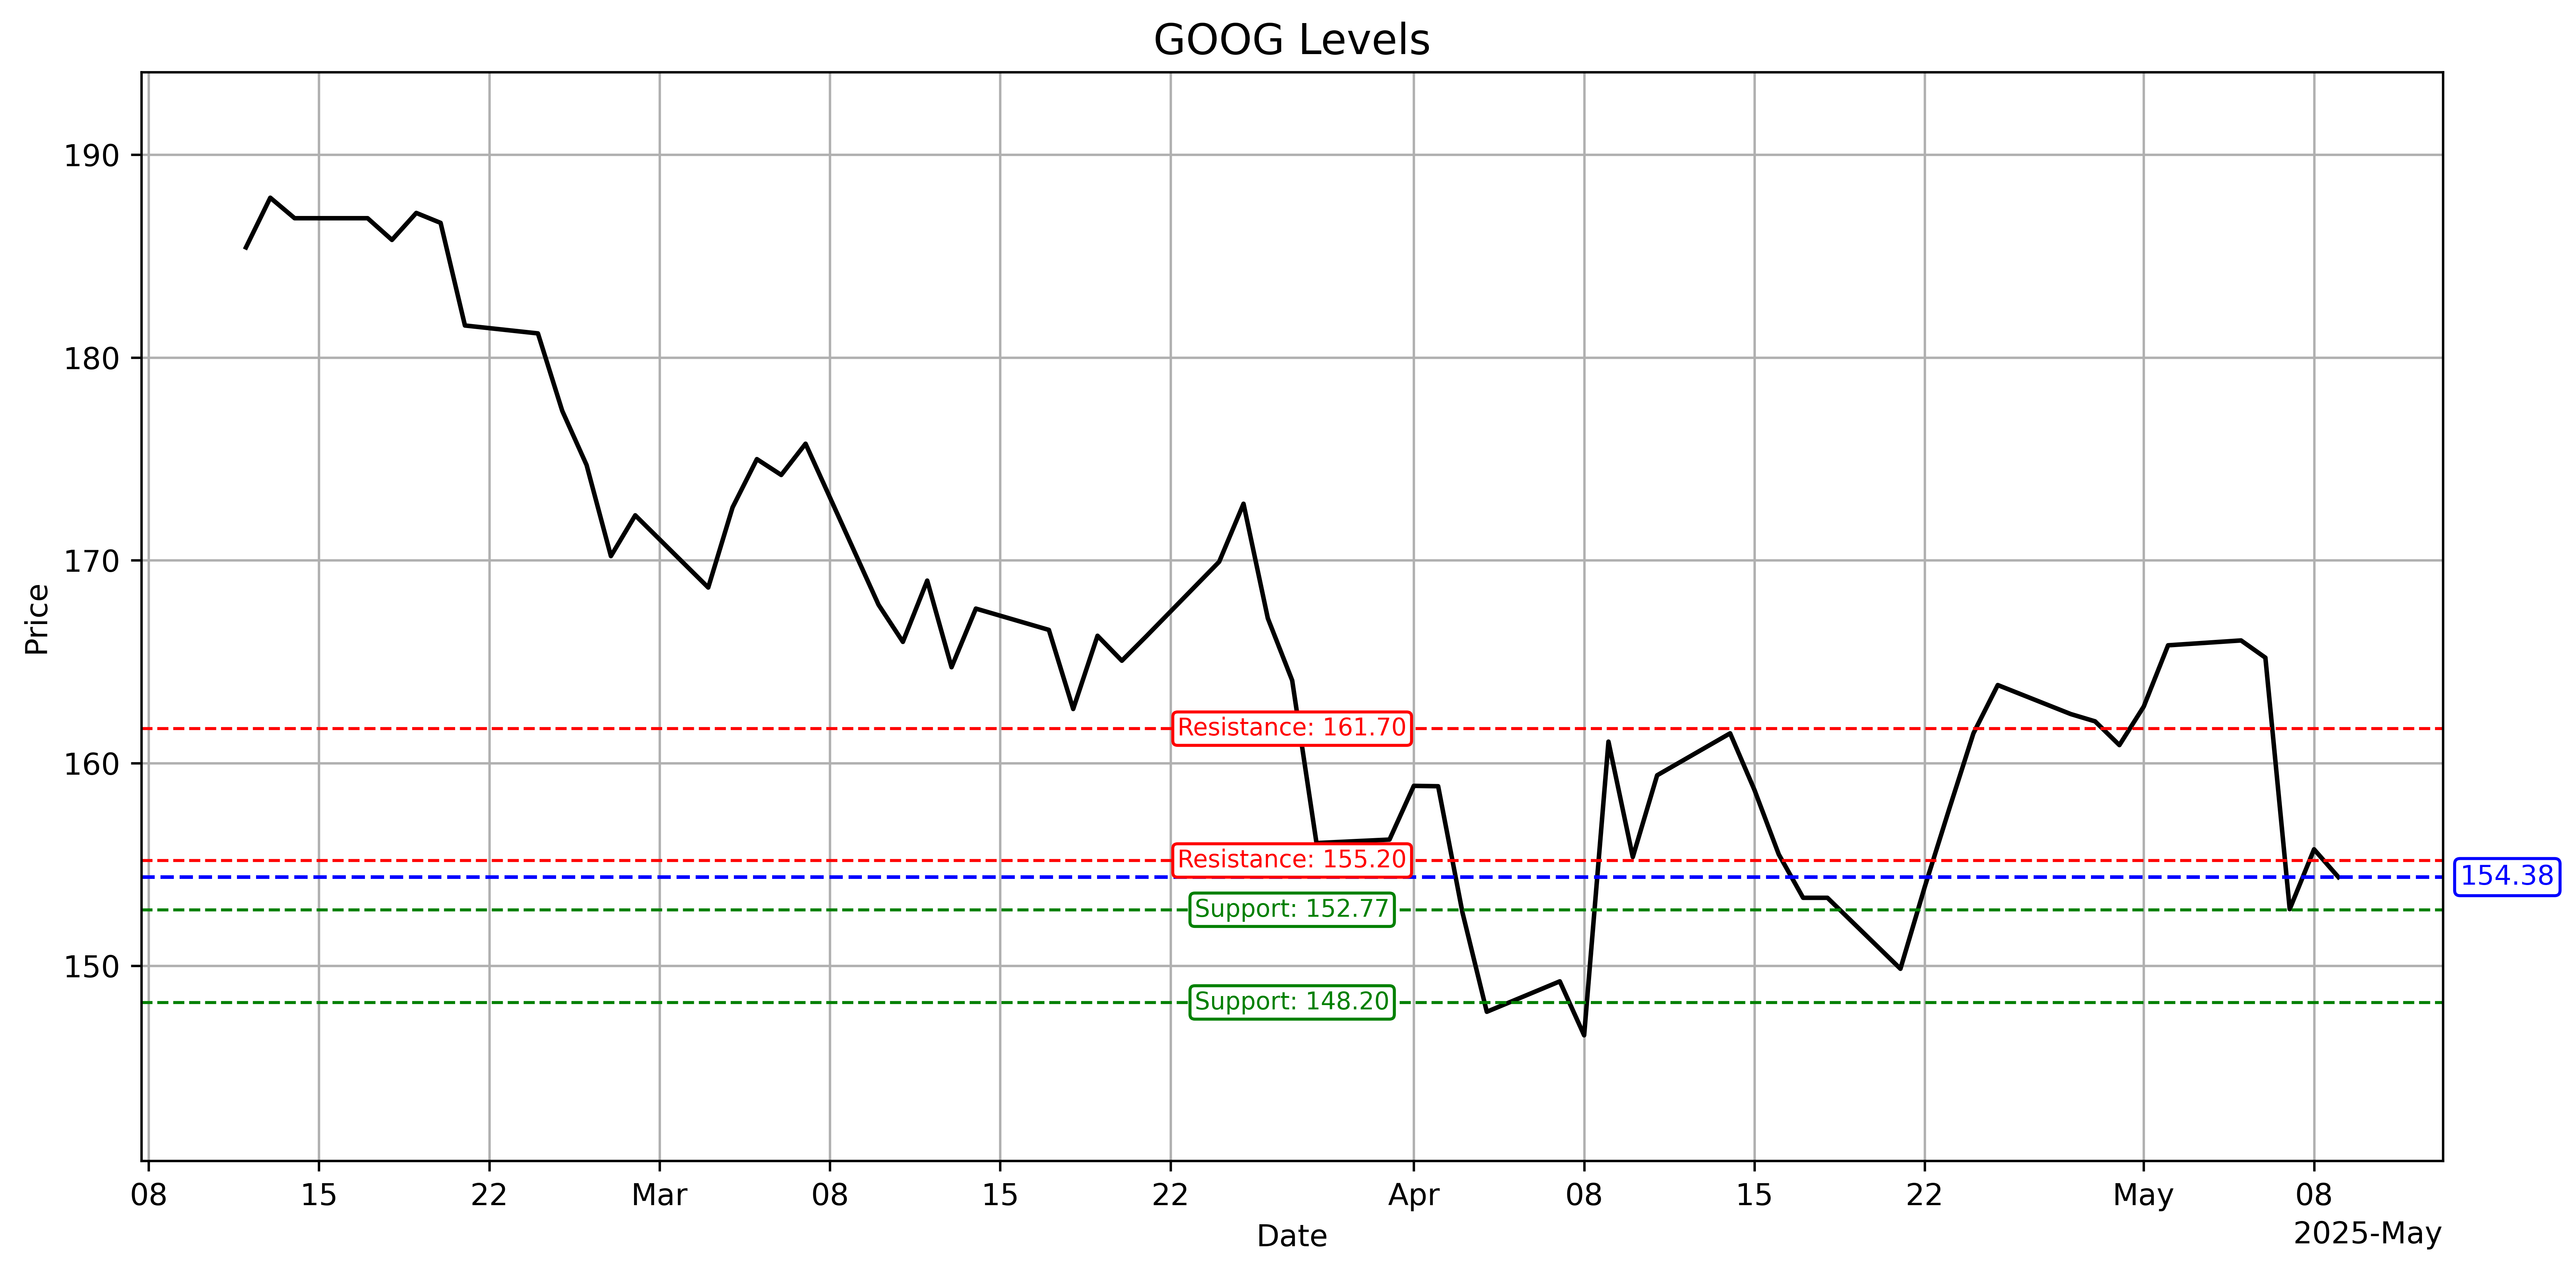 GOOG Levels
Price
190
180
170
160
150
Resistance: 161.70
Resistance: 155.20
154.38
Support: 152.77
Support: 148.20
08 15 22 Mar 08 15 22 Apr 08 15 22 May 08
Date
2025-May